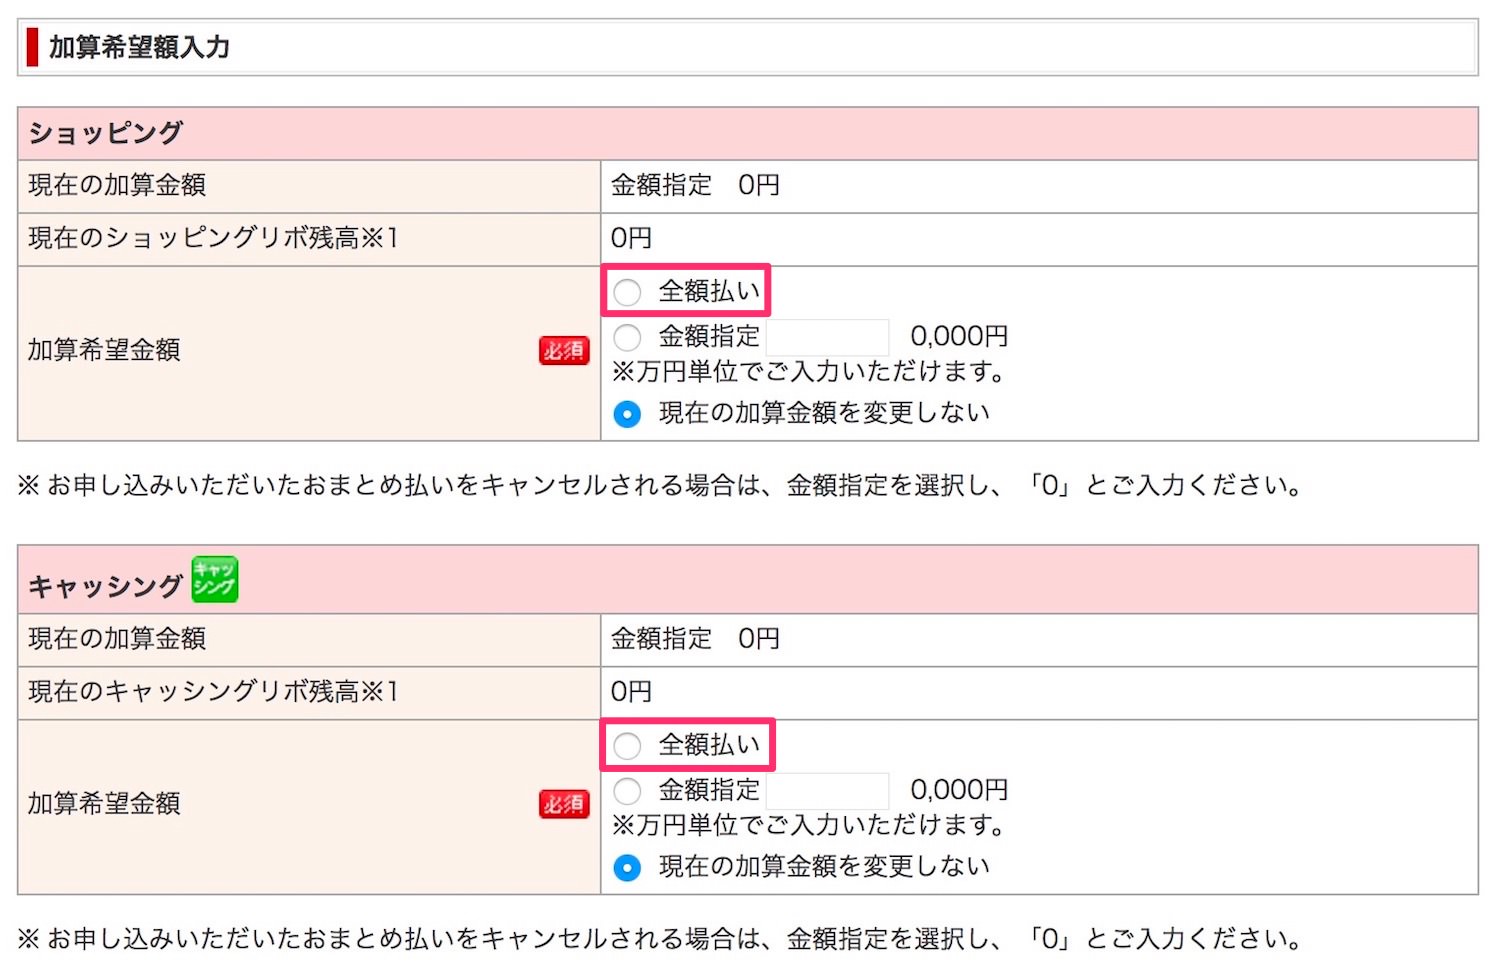 加算希望額入力
ショッピング
現在の加算金額 金額指定　0円
現在のショッピングリボ残高※1 0円
全額払い
金額指定 0,000円
加算希望金額 必須
※万円単位でご入力いただけます。
現在の加算金額を変更しない
※ お申し込みいただいたおまとめ払いをキャンセルされる場合は、金額指定を選択し、「0」とご入力ください。
キャッシング キャッシング
現在の加算金額 金額指定　0円
現在のキャッシングリボ残高※1 0円
全額払い
金額指定 0,000円
加算希望金額 必須
※万円単位でご入力いただけます。
現在の加算金額を変更しない
※ お申し込みいただいたおまとめ払いをキャンセルされる場合は、金額指定を選択し、「0」とご入力ください。